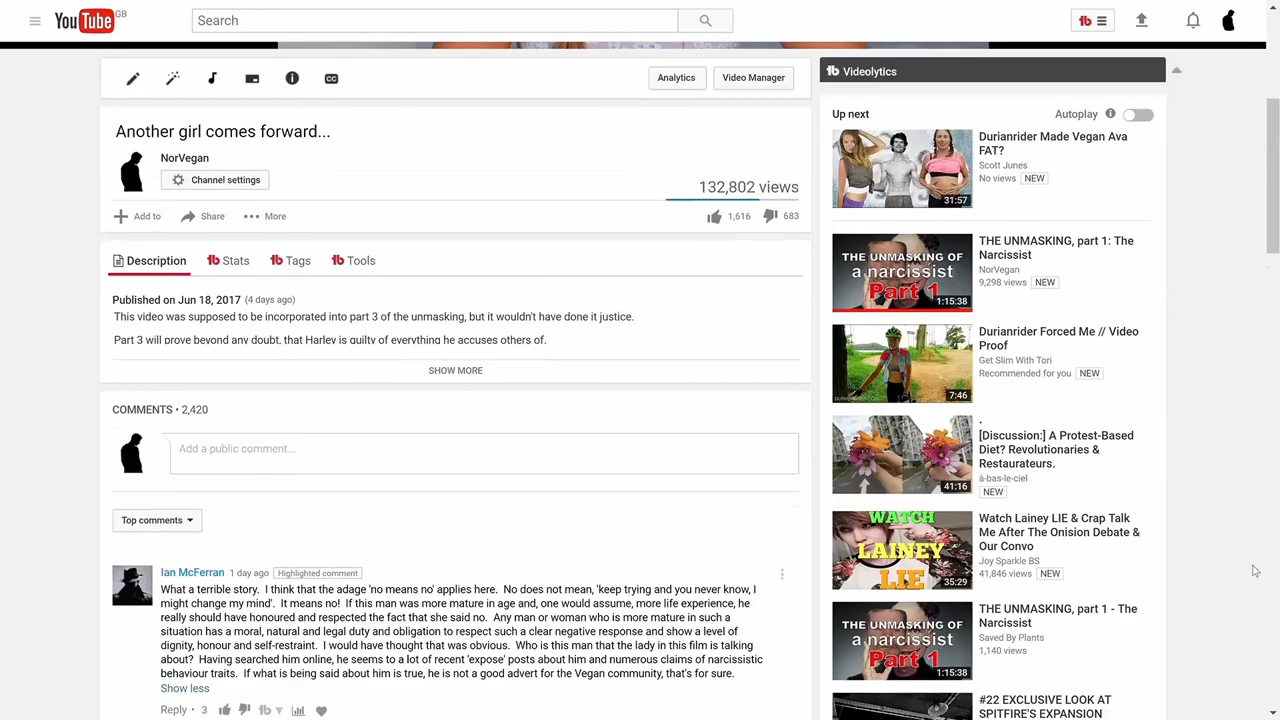 YouTube GB
Search
Analytics
Video Manager
Another girl comes forward...
NorVegan
Channel settings
132,802 views
Add to
Share
More
1,616
683
Description
Stats
Tags
Tools
Published on Jun 18, 2017 (4 days ago)
This video was supposed to be incorporated into part 3 of the unmasking, but it wouldn't have done it justice.
Part 3 will prove beyond any doubt, that Harley is guilty of everything he accuses others of.
SHOW MORE
COMMENTS • 2,420
Add a public comment...
Top comments
Ian McFerran 1 day ago Highlighted comment
What a terrible story. I think that the adage 'no means no' applies here. No does not mean, 'keep trying and you never know, I
might change my mind'. It means no! If this man was more mature in age and, one would assume, more life experience, he
really should have honoured and respected the fact that she said no. Any man or woman who is more mature in such a
situation has a moral, natural and legal duty and obligation to respect such a clear negative response and show a level of
dignity, honour and self-restraint. I would have thought that was obvious. Who is this man that the lady in this film is talking
about? Having searched him online, he seems to a lot of recent 'expose' posts about him and numerous claims of narcissistic
behaviour traits. If what is being said about him is true, he is not a good advert for the Vegan community, that's for sure.
Show less
Reply • 3
Videolytics
Up next
Autoplay
31:57
Durianrider Made Vegan Ava
FAT?
Scott Junes
No views NEW
THE UNMASKING OF
a narcissist
Part 1
1:15:38
THE UNMASKING, part 1: The
Narcissist
NorVegan
9,298 views NEW
7:46
Durianrider Forced Me // Video
Proof
Get Slim With Tori
Recommended for you NEW
41:16
.
[Discussion:] A Protest-Based
Diet? Revolutionaries &
Restaurateurs.
à-bas-le-ciel
NEW
WATCH
LAINEY
LIE
35:29
Watch Lainey LIE & Crap Talk
Me After The Onision Debate &
Our Convo
Joy Sparkle BS
41,846 views NEW
THE UNMASKING OF
a narcissist
Part 1
1:15:38
THE UNMASKING, part 1 - The
Narcissist
Saved By Plants
1,140 views
#22 EXCLUSIVE LOOK AT
SPITFIRE'S EXPANSION